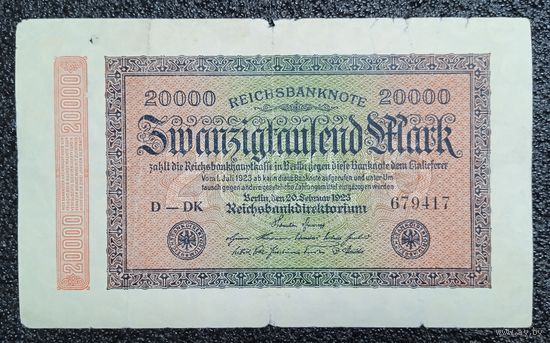 20000 REICHSBANKNOTE 20000
Zwanzigtausend Mark
zahlt die Reichsbankhauptkasse in Berlin gegen diese Banknote dem Einlieferer
Vom 1. Juli 1923 ab kann diese Banknote aufgerufen und unter Um-
tausch gegen andere gesetzliche Zahlungsmittel eingezogen werden
Berlin, den 20. Februar 1923
D — DK Reichsbankdirektorium 679417
20000
20000